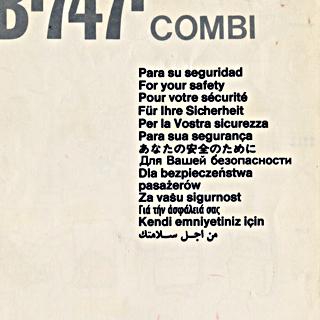 B-747-
COMBI
Para su seguridad
For your safety
Pour votre sécurité
Für Ihre Sicherheit
Per la Vostra sicurezza
Para sua segurança
あなたの安全のために
Для Вашей безопасности
Dla bezpieczeństwa
pasażerów
Za vašu sigurnost
Γιά τήν ἀσφάλειά σας
Kendi emniyetiniz için
من اجل سلامتك